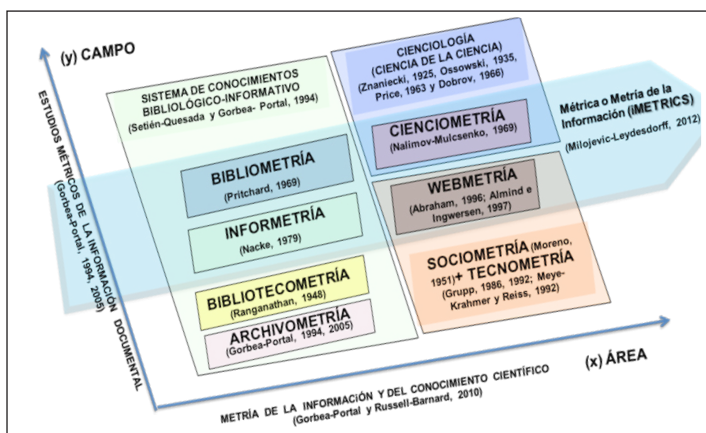 (y) CAMPO
ESTUDIOS MÉTRICOS DE LA INFORMACIÓN DOCUMENTAL
(Gorbea-Portal, 1994, 2005)
SISTEMA DE CONOCIMIENTOS
BIBLIOLÓGICO-INFORMATIVO
(Setién-Quesada y Gorbea- Portal, 1994)
BIBLIOMETRÍA
(Pritchard, 1969)
INFORMETRÍA
(Nacke, 1979)
BIBLIOTECOMETRÍA
(Ranganathan, 1948)
ARCHIVOMETRÍA
(Gorbea-Portal, 1994, 2005)
CIENCIOLOGÍA
(CIENCIA DE LA CIENCIA)
(Znaniecki, 1925, Ossowski, 1935,
Price, 1963 y Dobrov, 1966)
CIENCIOMETRÍA
(Nalimov-Mulcsenko, 1969)
WEBMETRÍA
(Abraham, 1996; Almind e
Ingwersen, 1997)
SOCIOMETRÍA (Moreno,
1951)+ TECNOMETRÍA
(Grupp, 1986, 1992; Meye-
Krahmer y Reiss, 1992)
Métrica o Metría de la
Información (iMETRICS)
(Milojevic-Leydesdorff, 2012)
(x) ÁREA
METRÍA DE LA INFORMACIÓN Y DEL CONOCIMIENTO CIENTÍFICO
(Gorbea-Portal y Russell-Barnard, 2010)